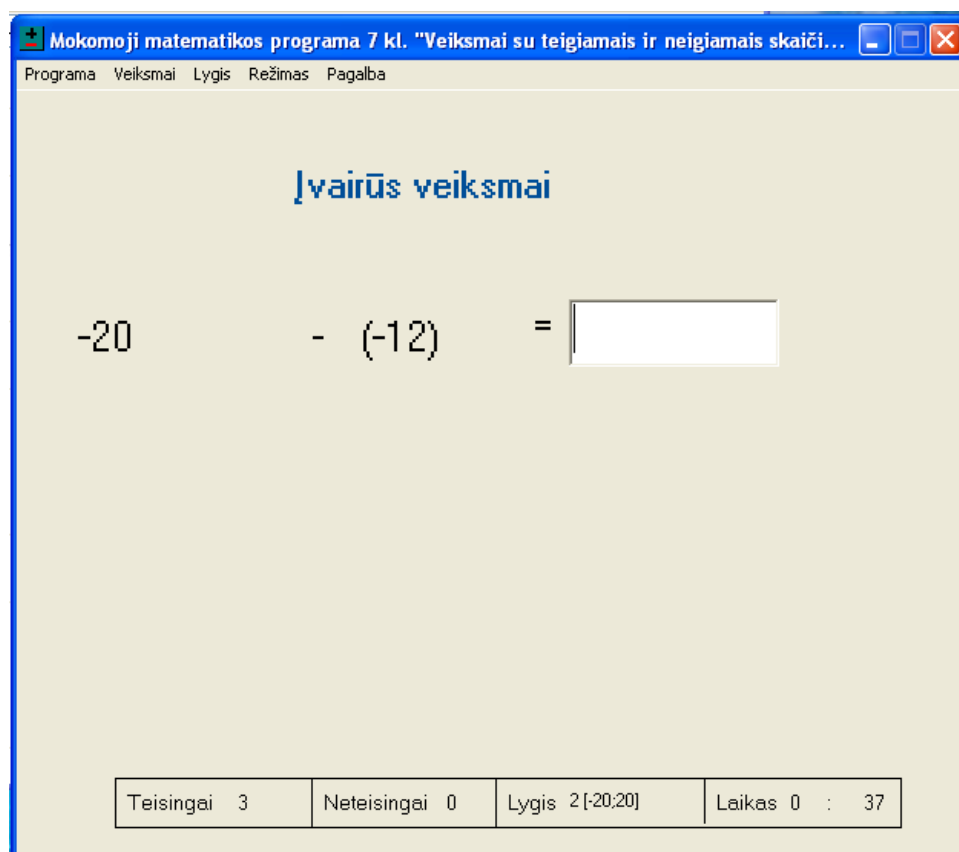 Mokomoji matematikos programa 7 kl. "Veiksmai su teigiamais ir neigiamais skaiči...
Programa Veiksmai Lygis Režimas Pagalba
Įvairūs veiksmai
-20 - (-12) =
Teisingai 3 Neteisingai 0 Lygis 2 [-20;20] Laikas 0 : 37